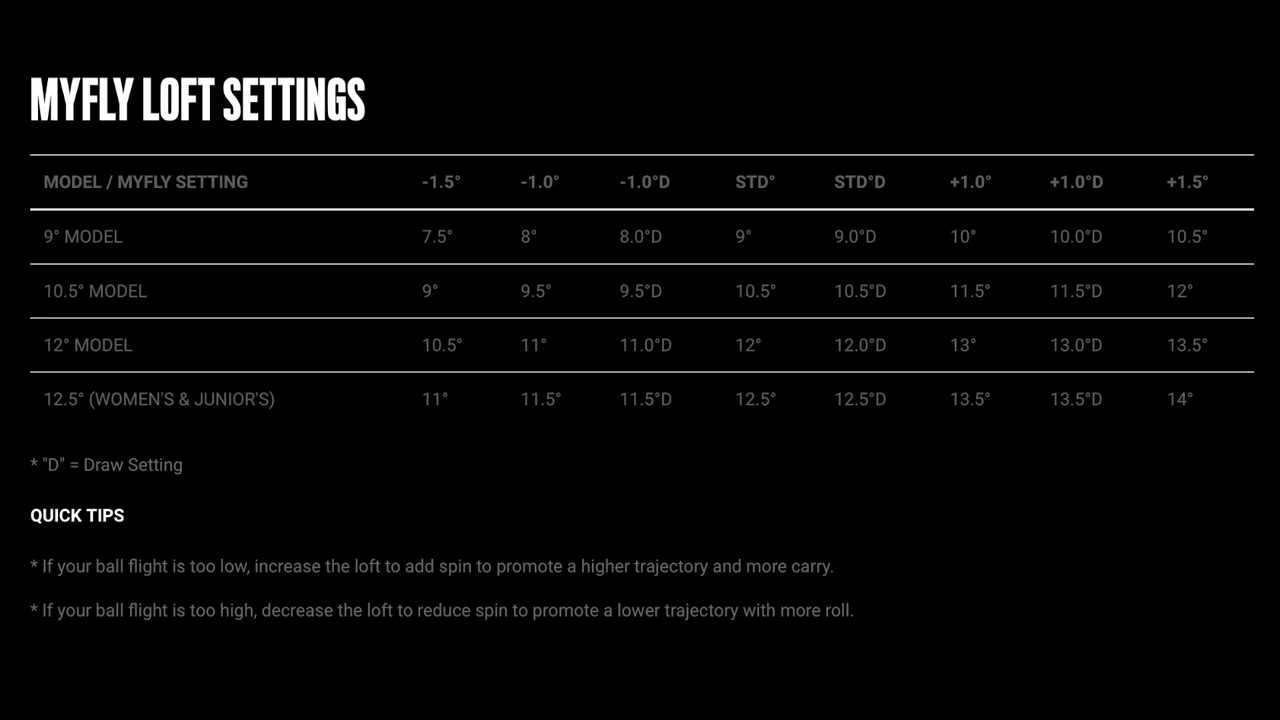 MYFLY LOFT SETTINGS
MODEL / MYFLY SETTING -1.5° -1.0° -1.0°D STD° STD°D +1.0° +1.0°D +1.5°
9° MODEL 7.5° 8° 8.0°D 9° 9.0°D 10° 10.0°D 10.5°
10.5° MODEL 9° 9.5° 9.5°D 10.5° 10.5°D 11.5° 11.5°D 12°
12° MODEL 10.5° 11° 11.0°D 12° 12.0°D 13° 13.0°D 13.5°
12.5° (WOMEN'S & JUNIOR'S) 11° 11.5° 11.5°D 12.5° 12.5°D 13.5° 13.5°D 14°
* "D" = Draw Setting
QUICK TIPS
* If your ball flight is too low, increase the loft to add spin to promote a higher trajectory and more carry.
* If your ball flight is too high, decrease the loft to reduce spin to promote a lower trajectory with more roll.